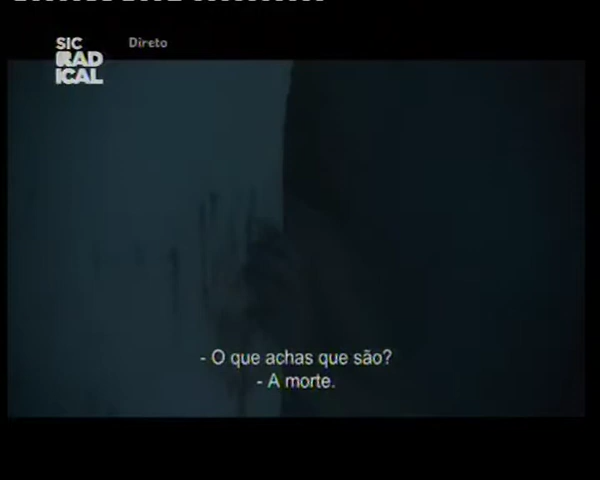 SIC
RAD
ICAL
Direto
- O que achas que são?
- A morte.